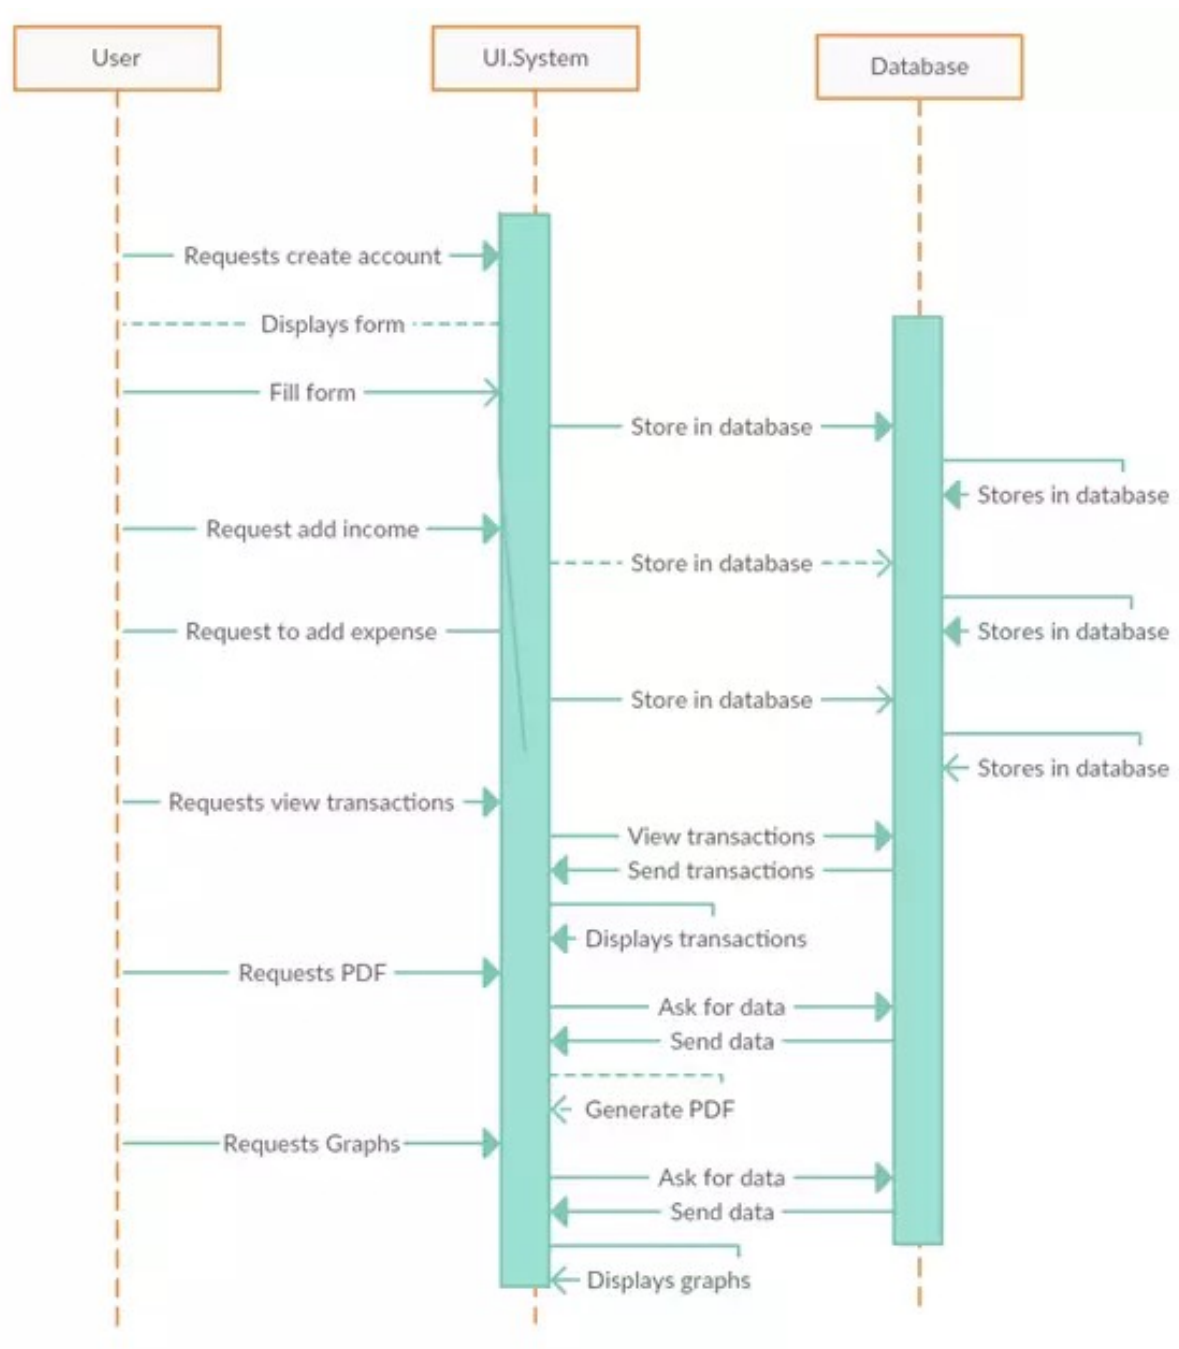 User
UI.System
Database
Requests create account
Displays form
Fill form
Store in database
Stores in database
Request add income
Store in database
Request to add expense
Stores in database
Store in database
Stores in database
Requests view transactions
View transactions
Send transactions
Displays transactions
Requests PDF
Ask for data
Send data
Generate PDF
Requests Graphs
Ask for data
Send data
Displays graphs